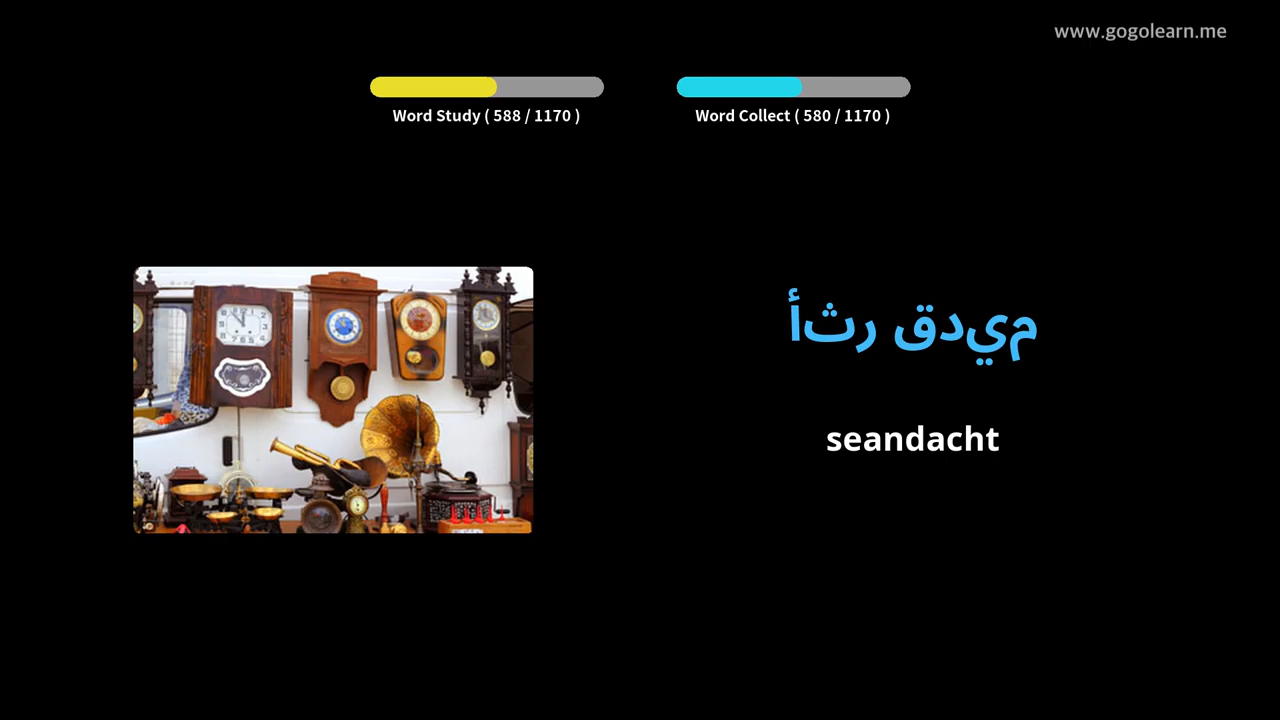 www.gogolearn.me
Word Study ( 588 / 1170 )
Word Collect ( 580 / 1170 )
أثر قديم
seandacht